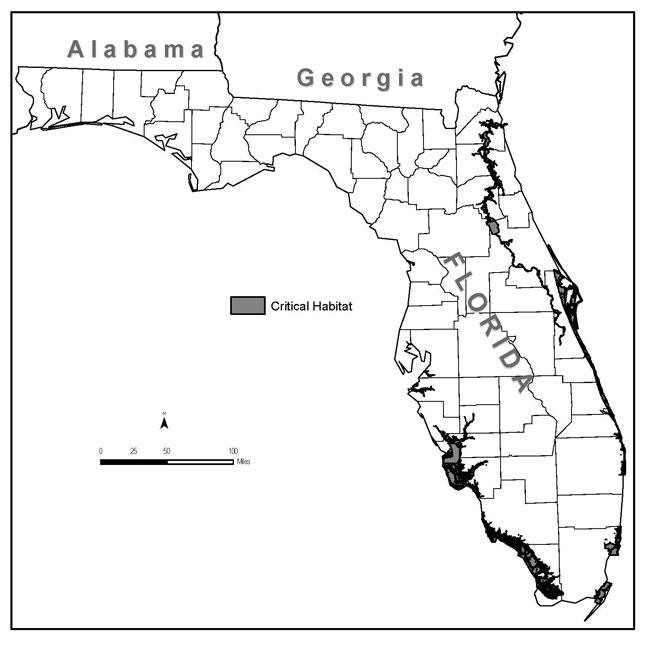 Alabama
Georgia
FLORIDA
Critical Habitat
N
0 25 50 100
Miles